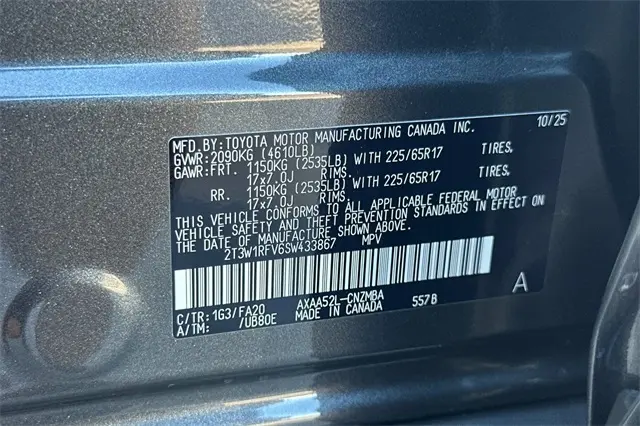 MFD.BY:TOYOTA MOTOR MANUFACTURING CANADA INC. 10/25
GVWR:2090KG (4610LB)
GAWR:FRT. 1150KG (2535LB) WITH 225/65R17 TIRES.
17x7.0J RIMS.
RR. 1150KG (2535LB) WITH 225/65R17 TIRES.
17x7.0J RIMS.
THIS VEHICLE CONFORMS TO ALL APPLICABLE FEDERAL MOTOR
VEHICLE SAFETY AND THEFT PREVENTION STANDARDS IN EFFECT ON
THE DATE OF MANUFACTURE SHOWN ABOVE.
2T3W1RFV6SW433867 MPV
A
C/TR:1G3/FA20 AXAA52L-CNZMBA 557B
A/TM: /UB80E MADE IN CANADA